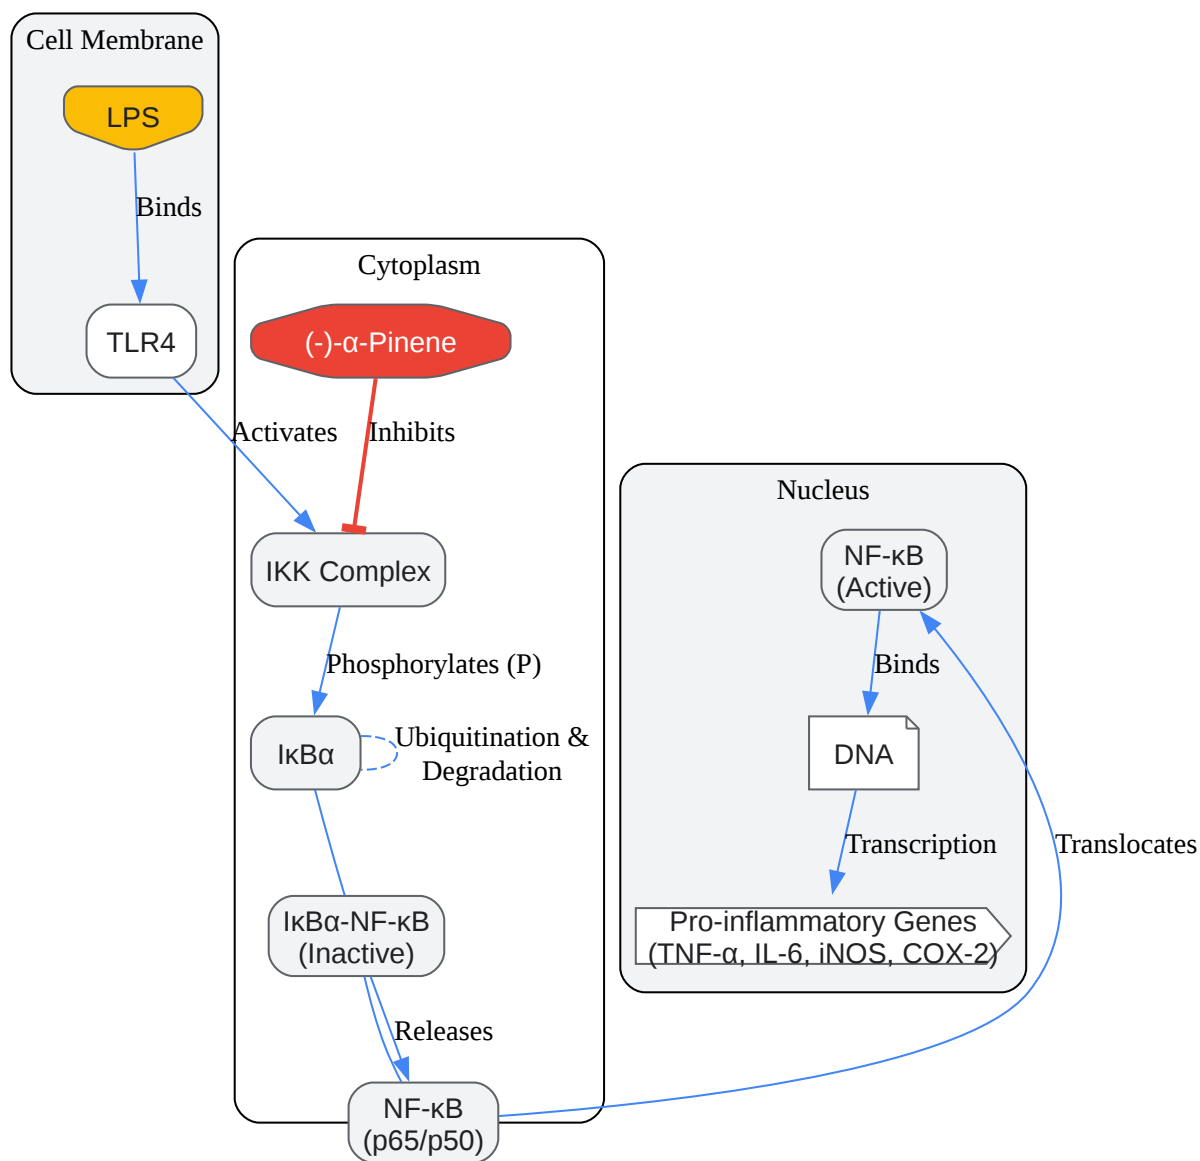 Cell Membrane
LPS
Binds
TLR4
Activates
Cytoplasm
(-)-α-Pinene
Inhibits
IKK Complex
Phosphorylates (P)
IκBα
Ubiquitination &
Degradation
IκBα-NF-κB
(Inactive)
Releases
NF-κB
(p65/p50)
Nucleus
NF-κB
(Active)
Binds
DNA
Transcription
Translocates
Pro-inflammatory Genes
(TNF-α, IL-6, iNOS, COX-2)